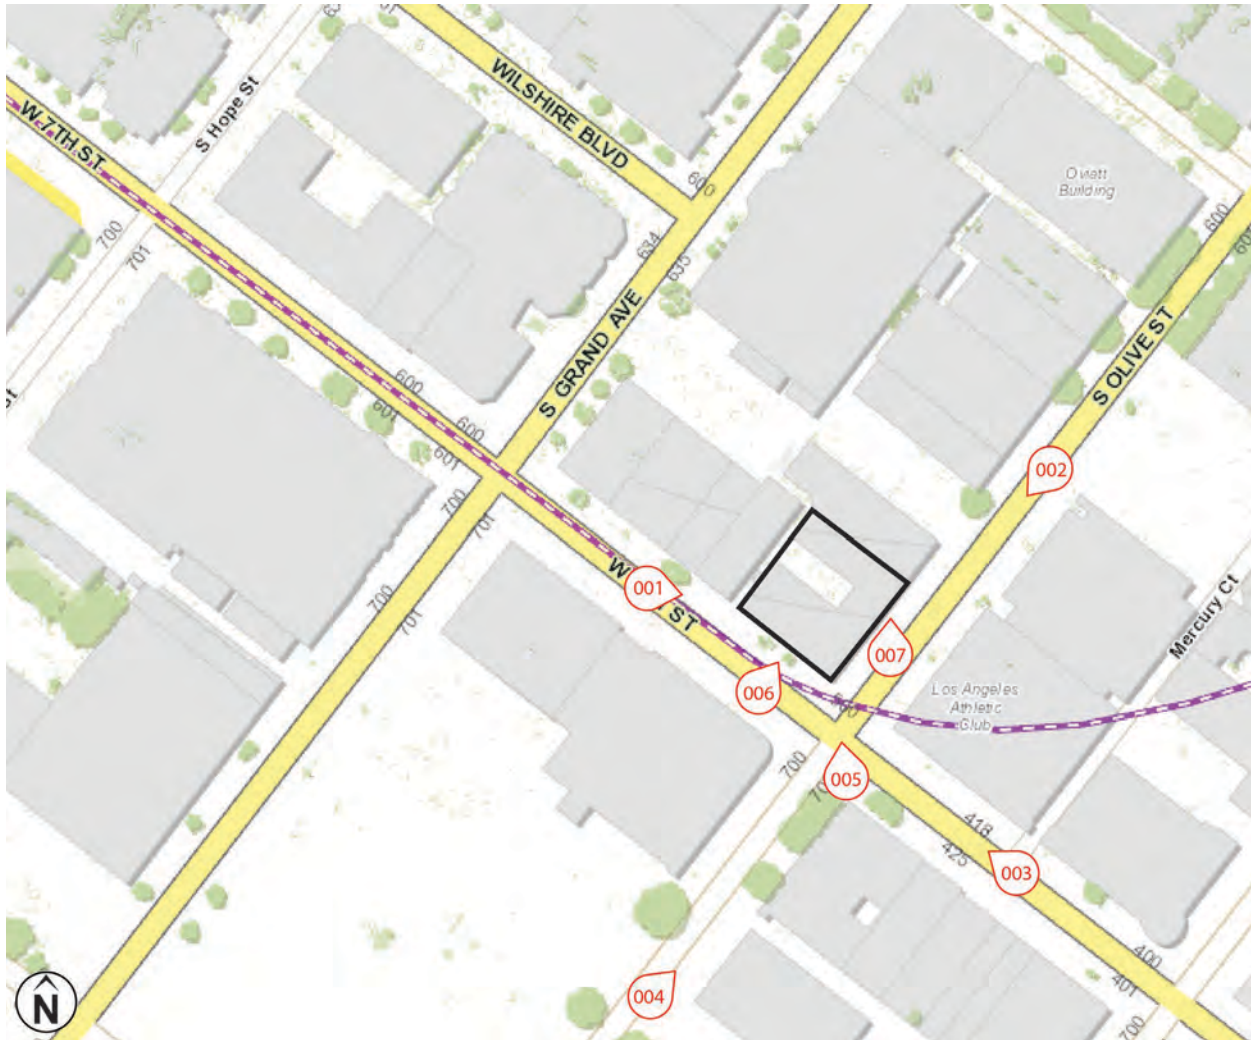 WILSHIRE BLVD
W 7TH ST
S Hope St
600
Oviatt
Building
700
701
600
601
634
635
S GRAND AVE
S OLIVE ST
600
601
600
601
700
701
002
W
ST
001
700
701
Mercury Ct
007
006
Los Angeles
Athletic
Club
700
005
418
425
003
400
401
004
700
N